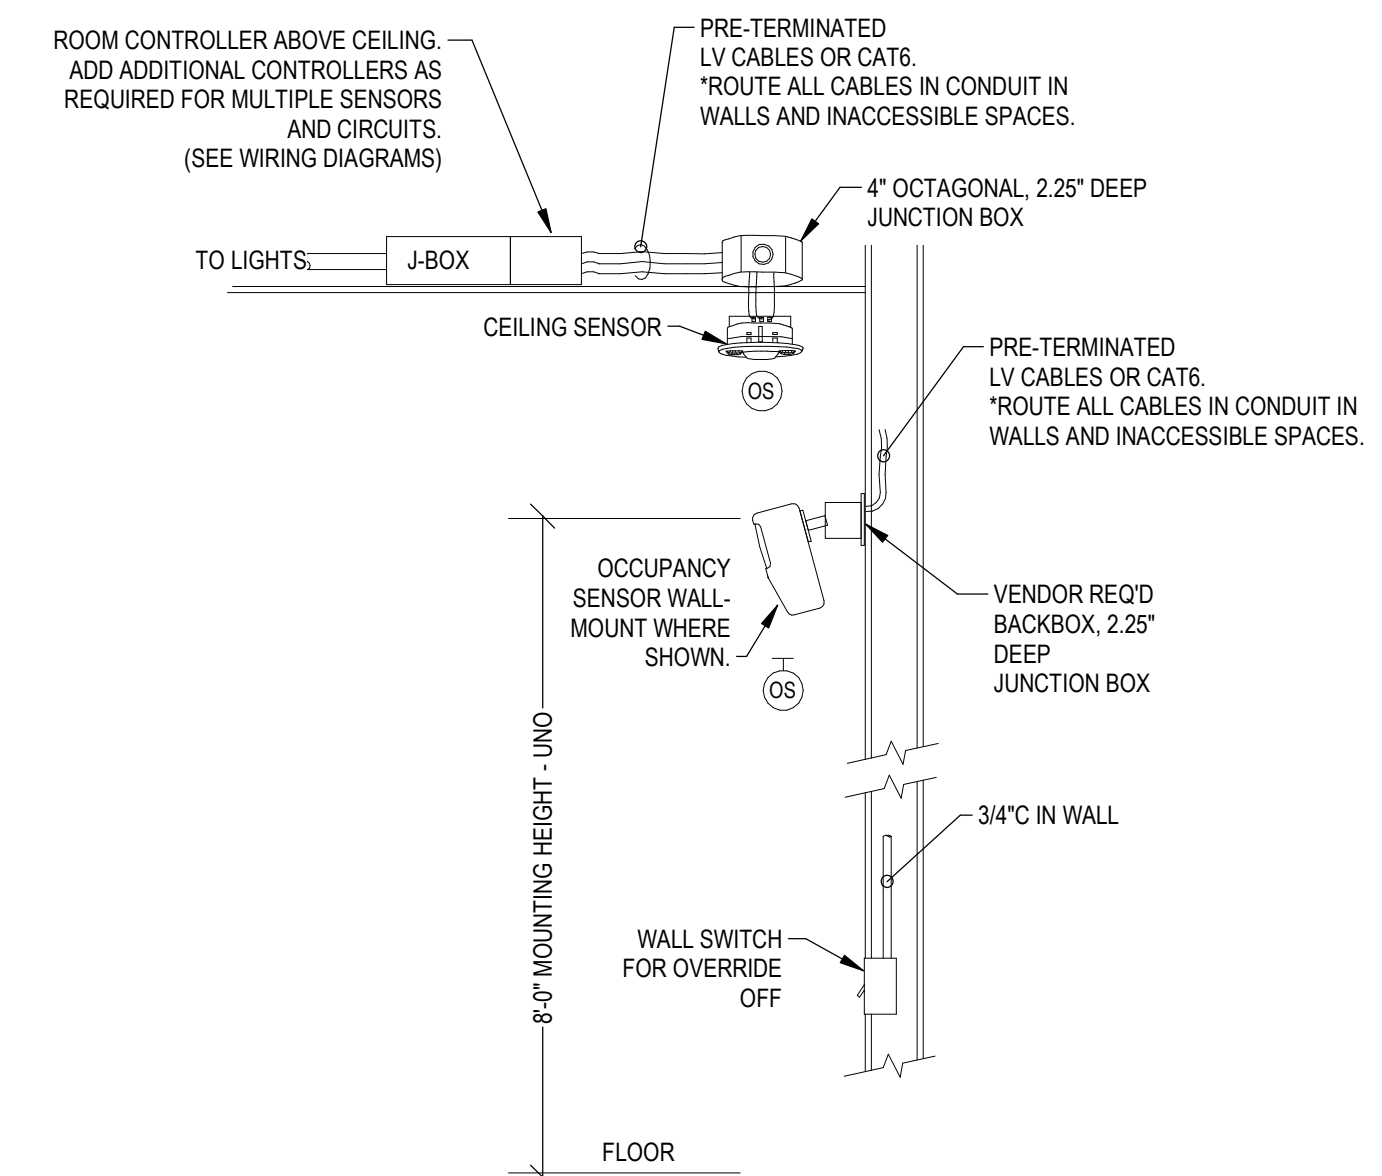 ROOM CONTROLLER ABOVE CEILING.
ADD ADDITIONAL CONTROLLERS AS
REQUIRED FOR MULTIPLE SENSORS
AND CIRCUITS.
(SEE WIRING DIAGRAMS)
PRE-TERMINATED
LV CABLES OR CAT6.
*ROUTE ALL CABLES IN CONDUIT IN
WALLS AND INACCESSIBLE SPACES.
4" OCTAGONAL, 2.25" DEEP
JUNCTION BOX
TO LIGHTS
J-BOX
CEILING SENSOR
OS
PRE-TERMINATED
LV CABLES OR CAT6.
*ROUTE ALL CABLES IN CONDUIT IN
WALLS AND INACCESSIBLE SPACES.
OCCUPANCY
SENSOR WALL-
MOUNT WHERE
SHOWN.
OS
VENDOR REQ'D
BACKBOX, 2.25"
DEEP
JUNCTION BOX
8'-0" MOUNTING HEIGHT - UNO
3/4"C IN WALL
WALL SWITCH
FOR OVERRIDE
OFF
FLOOR